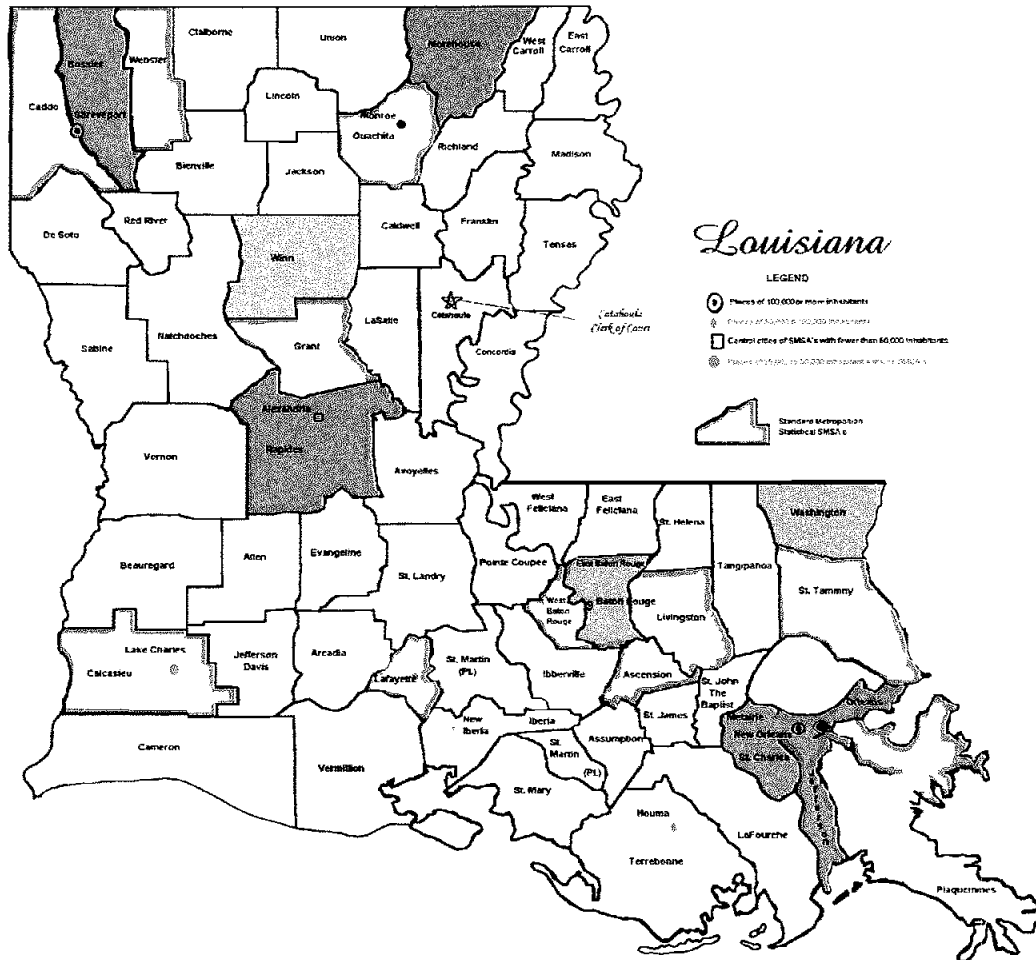 Claiborne
Union
Morehouse
West
Carroll
East
Carroll
Bossier
Webster
Lincoln
Caddo
Shreveport
Monroe
Ouachita
Richland
Madison
Bienville
Jackson
Red River
De Soto
Caldwell
Franklin
Tensas
Winn
Louisiana
LEGEND
Places of 100,000 or more inhabitants
Central cities of SMSA's with fewer than 50,000 inhabitants
Standard Metropolitan
Statistical SMSA's
Catahoula
Catahoula
Clerk of Court
LaSalle
Natchitoches
Sabine
Grant
Concordia
Alexandria
Rapides
Vernon
Avoyelles
West
Feliciana
East
Feliciana
St. Helena
Washington
Beauregard
Allen
Evangeline
St. Landry
Pointe Coupee
East Baton Rouge
Tangipahoa
St. Tammny
West
Baton
Rouge
Baton Rouge
Livingston
Lake Charles
Calcasieu
Jefferson
Davis
Arcadia
Lafayette
St. Martin
(Pt.)
Ibberville
Ascension
St. John
The
Baptist
St. James
Orleans
Metairie
New Orleans
St. Charles
New
Iberia
Iberia
Assumption
St.
Martin
(Pt.)
Cameron
Vermillion
St. Mary
Houma
Terrebonne
LaFourche
Plaquemines